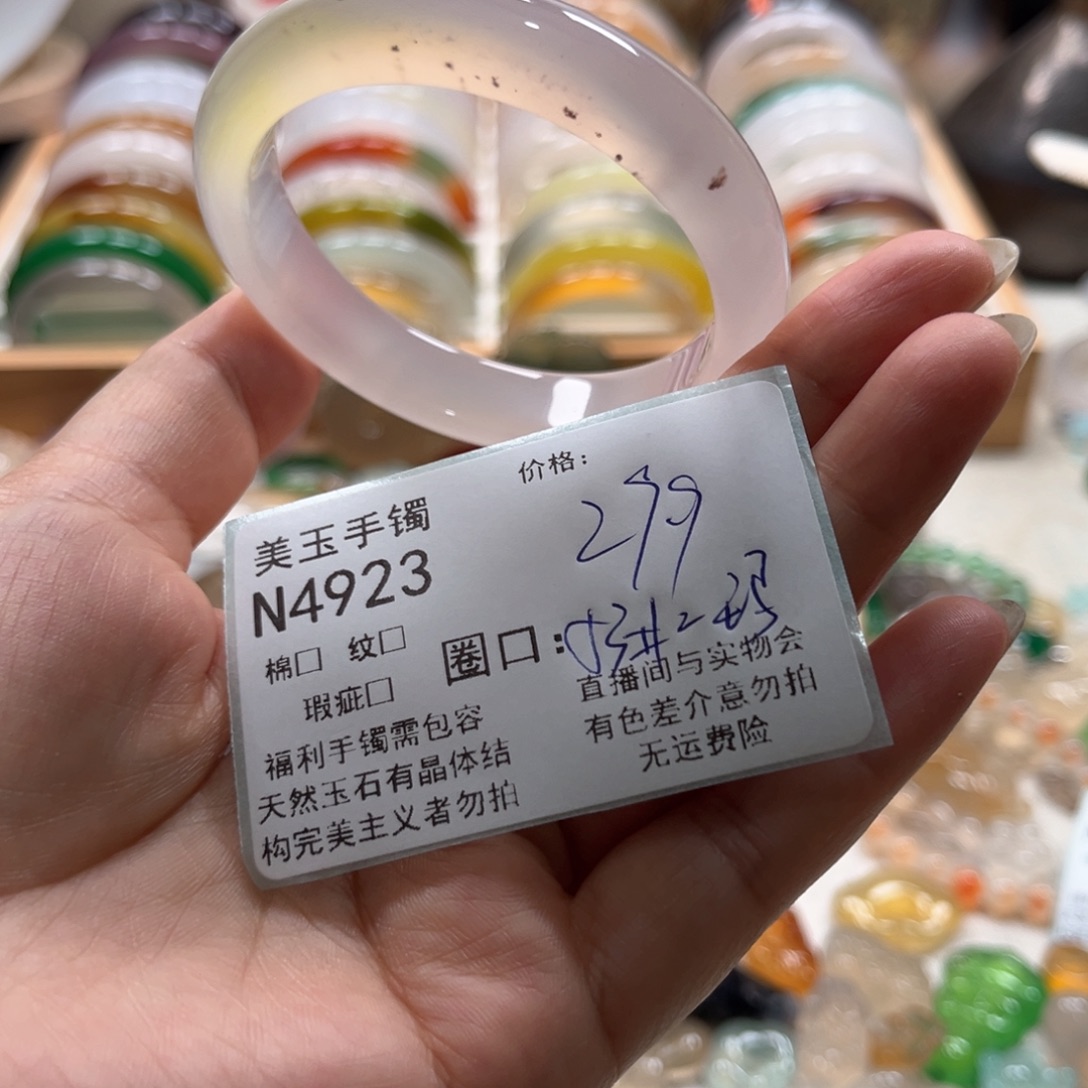 价格:
299
美玉手镯
N4923
棉□ 纹□
圈口:
瑕疵□
福利手镯需包容
天然玉石有晶体结
构完美主义者勿拍
直播间与实物会
有色差介意勿拍
无运费险